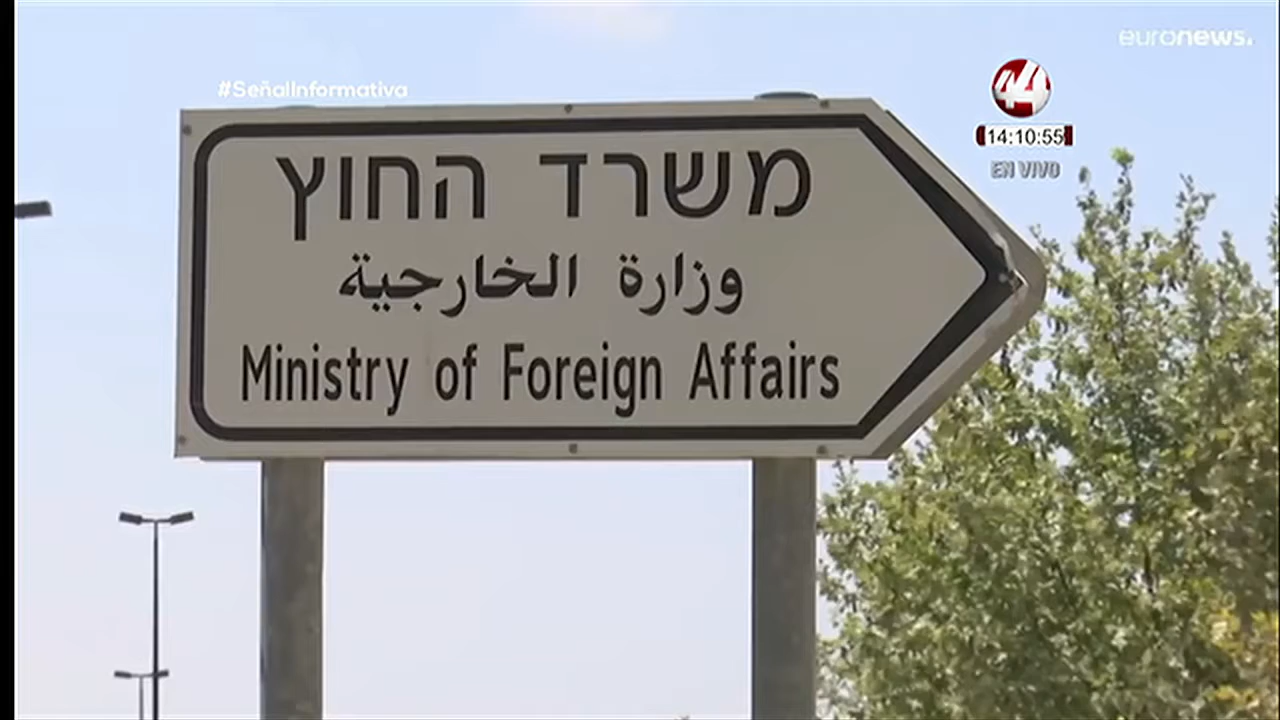 euronews.
#SeñalInformativa
44
14:10:55
EN VIVO
משרד החוץ
وزارة الخارجية
Ministry of Foreign Affairs